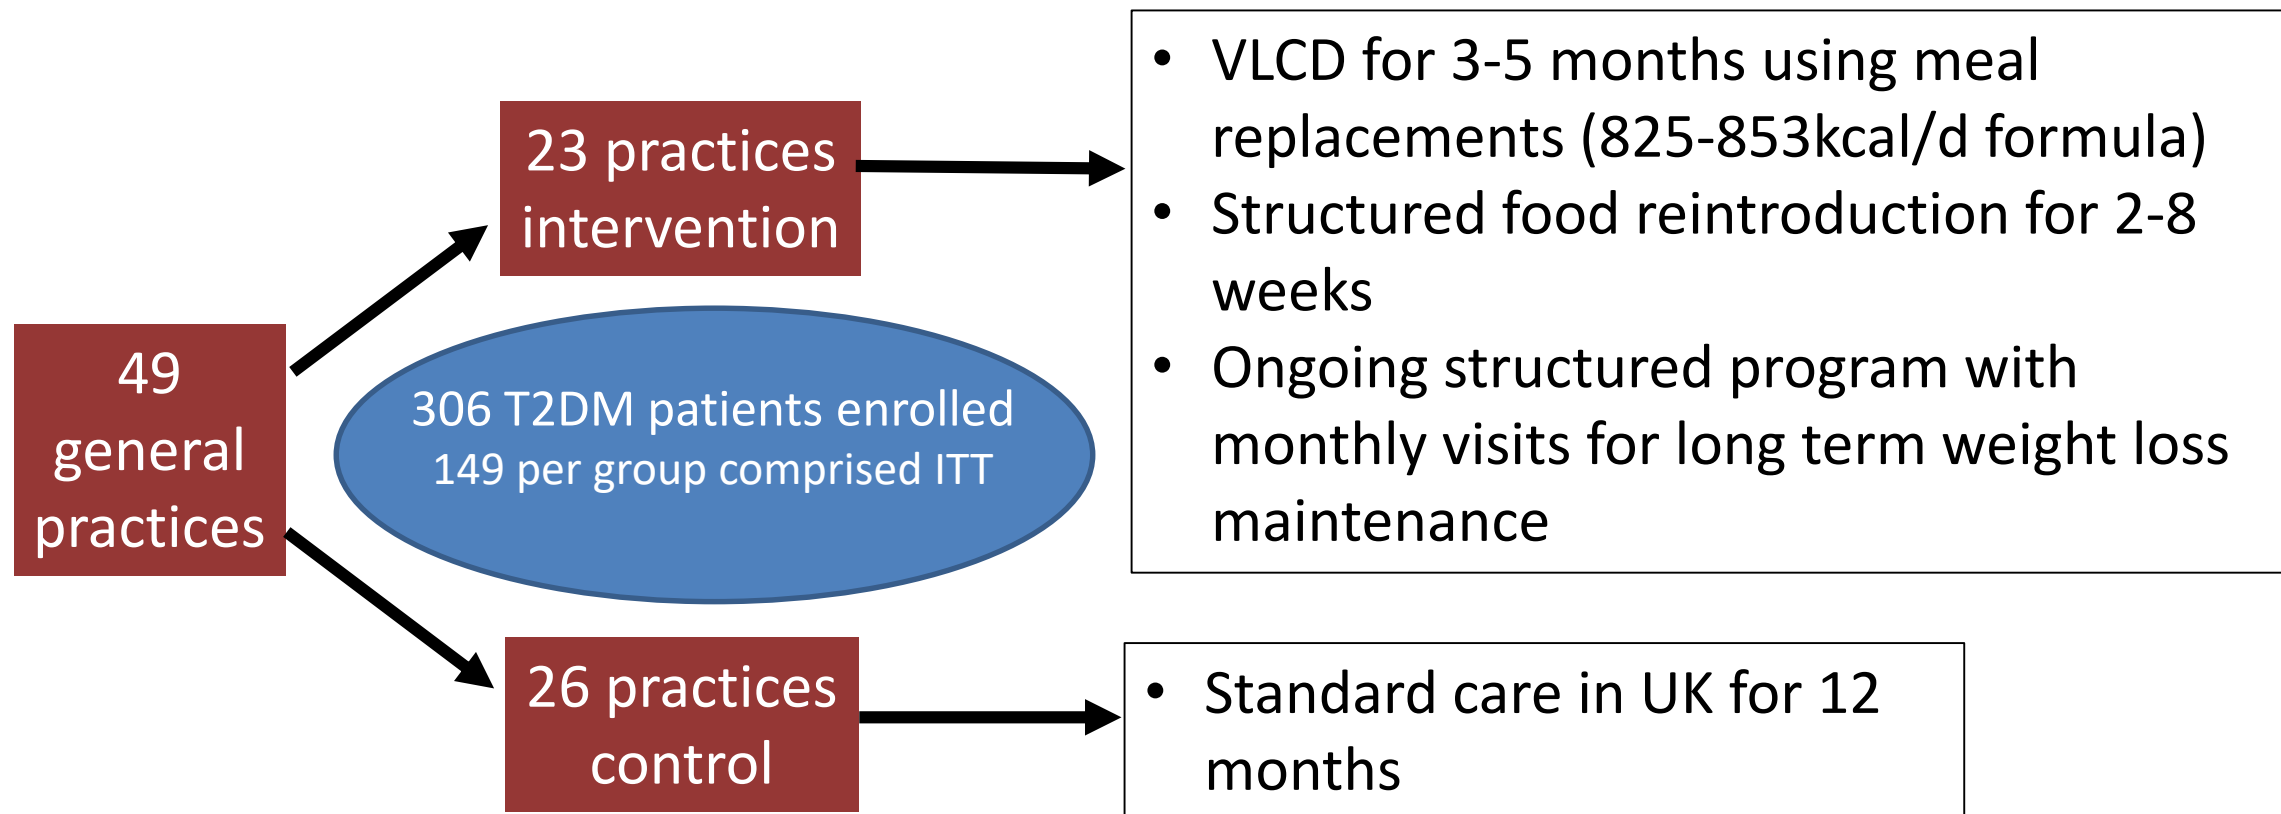 49
general
practices
23 practices
intervention
306 T2DM patients enrolled
149 per group comprised ITT
26 practices
control
• VLCD for 3-5 months using meal
replacements (825-853kcal/d formula)
• Structured food reintroduction for 2-8
weeks
• Ongoing structured program with
monthly visits for long term weight loss
maintenance
• Standard care in UK for 12
months